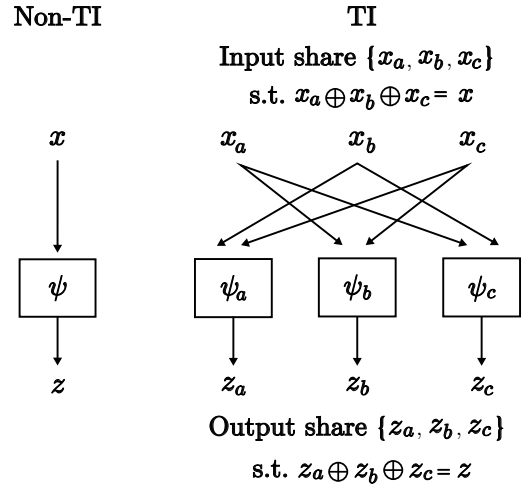 Non-TI TI
Input share {x_a, x_b, x_c}
s.t. x_a ⊕ x_b ⊕ x_c = x
x x_a x_b x_c
ψ ψ_a ψ_b ψ_c
z z_a z_b z_c
Output share {z_a, z_b, z_c}
s.t. z_a ⊕ z_b ⊕ z_c = z